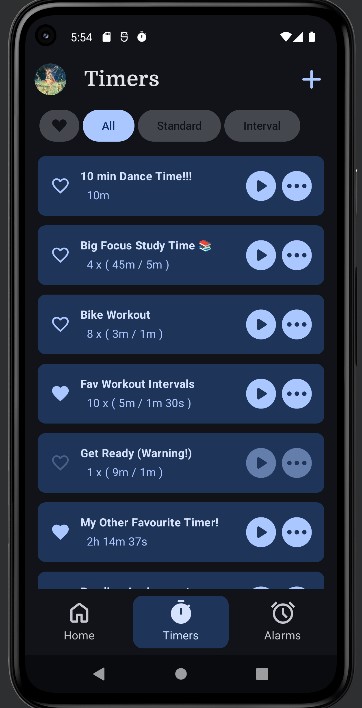 5:54
Timers
All
Standard
Interval
10 min Dance Time!!!
10m
Big Focus Study Time 📚
4 x ( 45m / 5m )
Bike Workout
8 x ( 3m / 1m )
Fav Workout Intervals
10 x ( 5m / 1m 30s )
Get Ready (Warning!)
1 x ( 9m / 1m )
My Other Favourite Timer!
2h 14m 37s
Home
Timers
Alarms